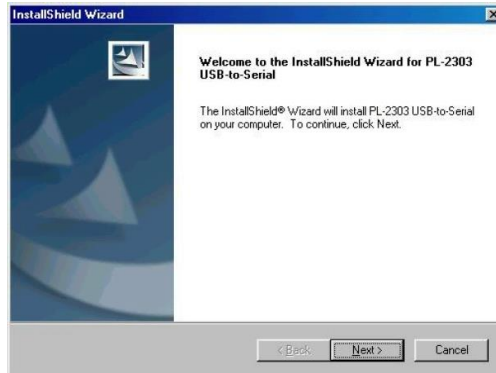 InstallShield Wizard
Welcome to the InstallShield Wizard for PL-2303
USB-to-Serial
The InstallShield® Wizard will install PL-2303 USB-to-Serial
on your computer. To continue, click Next.
< Back
Next >
Cancel